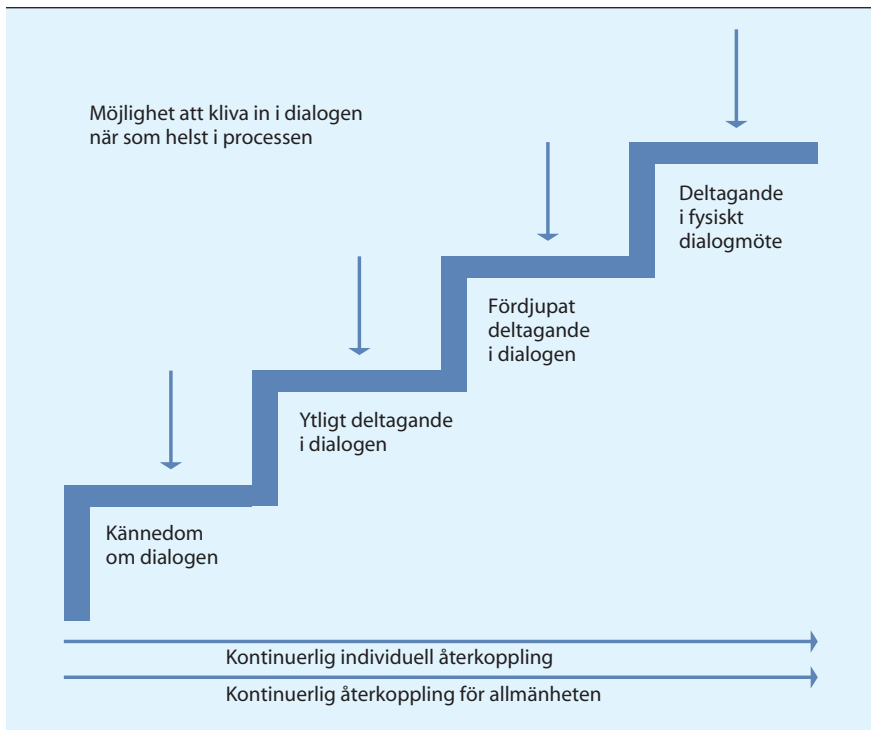 Möjlighet att kliva in i dialogen
när som helst i processen
Deltagande
i fysiskt
dialogmöte
Fördjupat
deltagande
i dialogen
Ytligt deltagande
i dialogen
Kännedom
om dialogen
Kontinuerlig individuell återkoppling
Kontinuerlig återkoppling för allmänheten